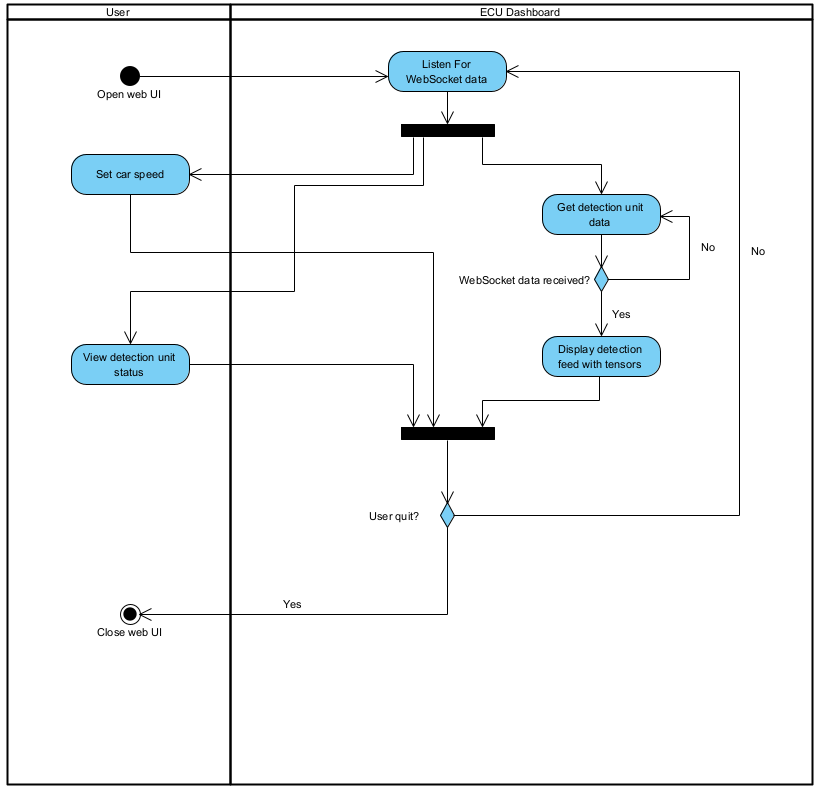 User
ECU Dashboard
Listen For
WebSocket data
Open web UI
Set car speed
Get detection unit
data
No
No
WebSocket data received?
Yes
View detection unit
status
Display detection
feed with tensors
User quit?
Yes
Close web UI